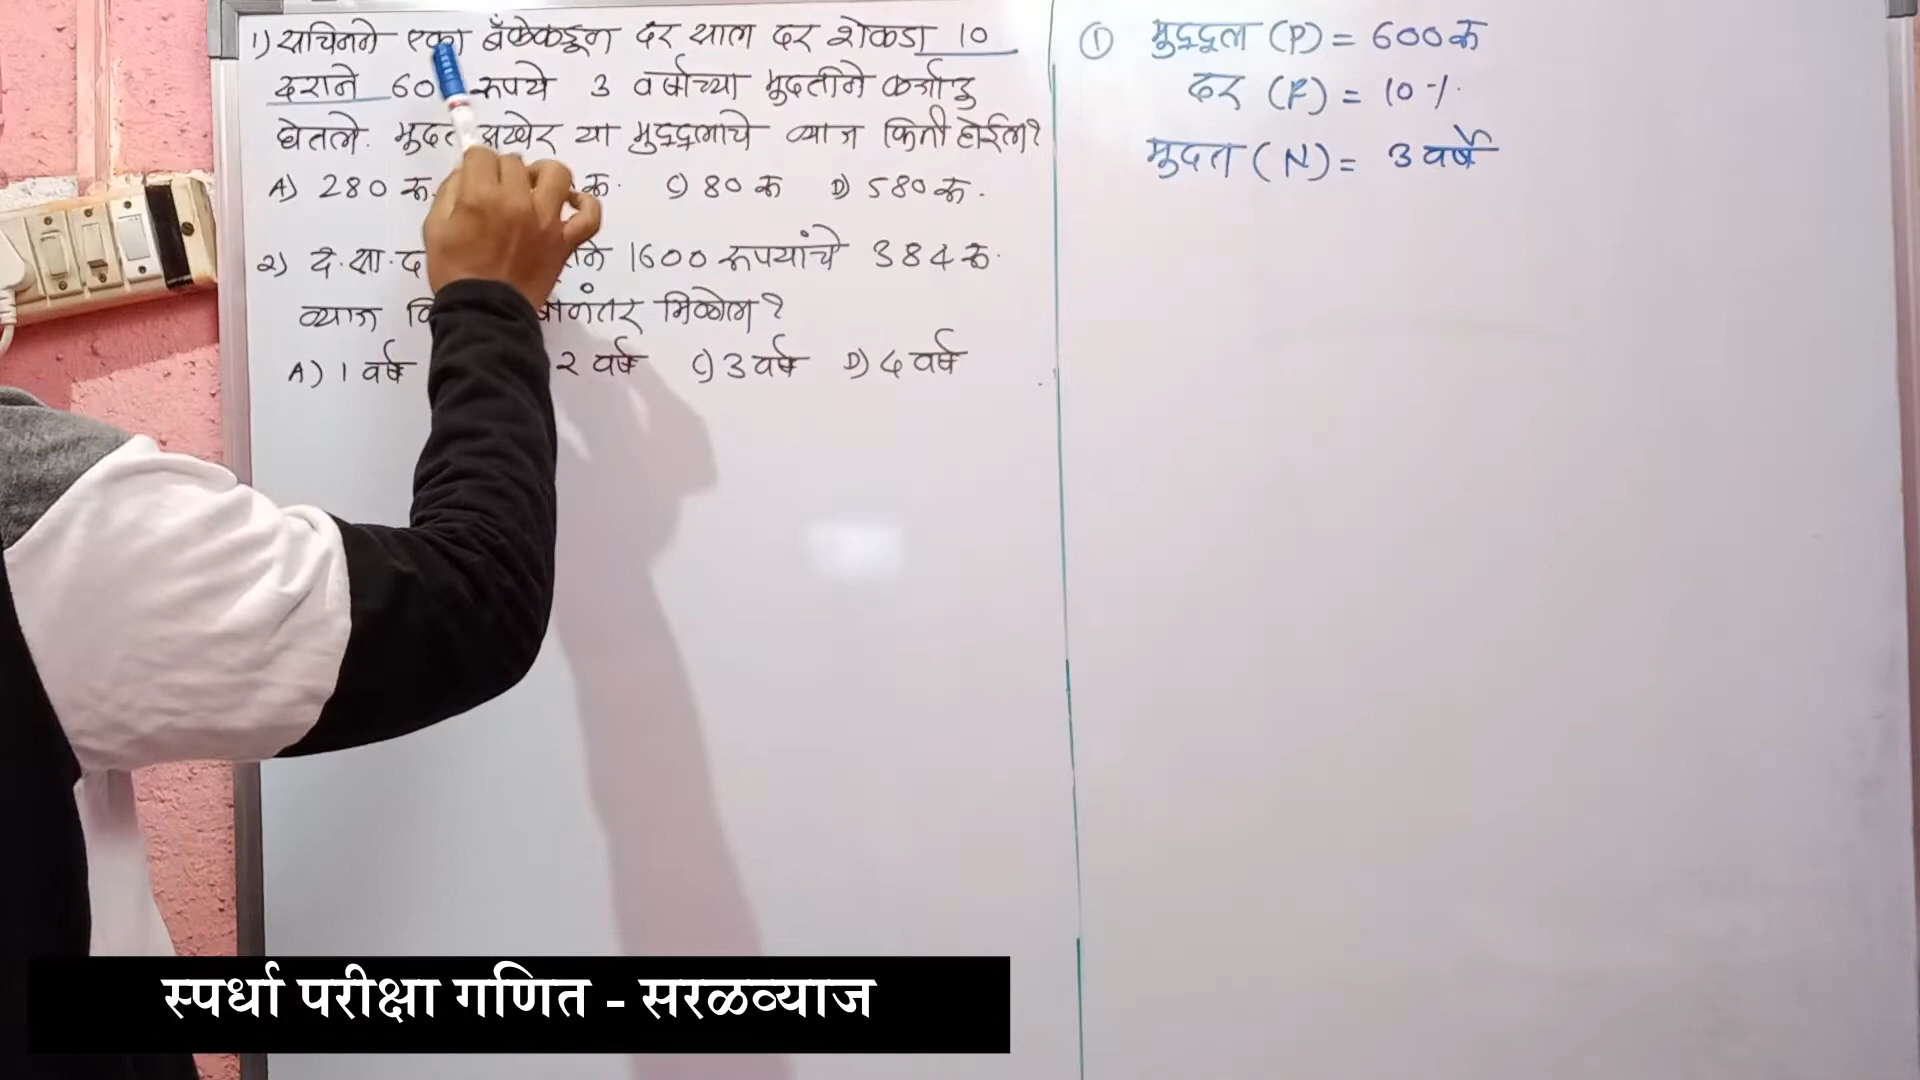 1) सचिनने एका बँकेकडून दर साल दर शेकडा 10
दराने 60 रूपये 3 वर्षाच्या मुदतीने कर्जाऊ
घेतले. मुदत अखेर या मुद्दलाचे व्याज किती होईल?
A) 280 रू. रू. C) 80 रू D) 580 रू.
२) द.सा.द 1600 रूपयांचे 384 रू.
व्याज नंतर मिळेल?
A) 1 वर्ष 2 वर्ष C) 3 वर्ष D) 4 वर्ष
① मुद्दल (P) = 600 रू
दर (R) = 10 %
मुदत (N) = 3 वर्षे
स्पर्धा परीक्षा गणित - सरळव्याज